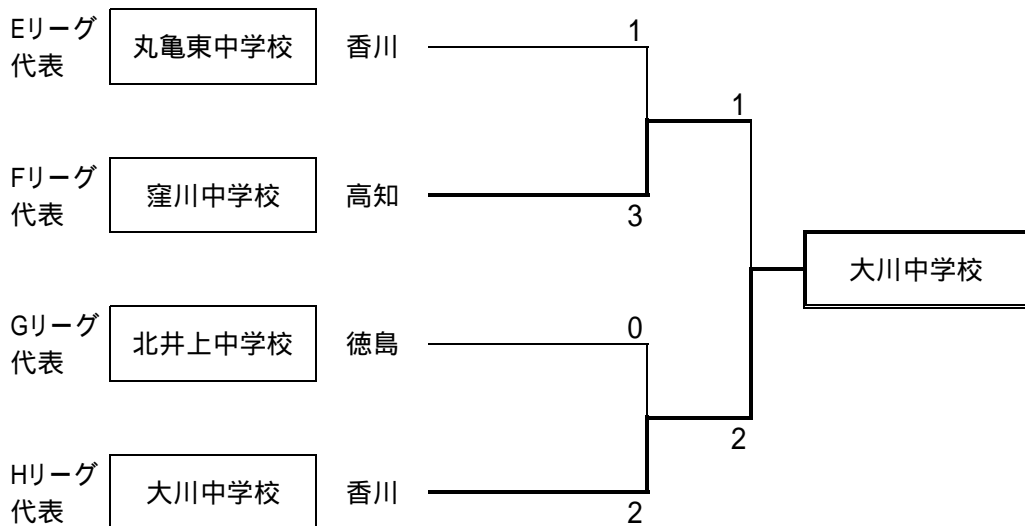 Eリーグ
代表
丸亀東中学校
香川
1
1
Fリーグ
代表
窪川中学校
高知
3
大川中学校
Gリーグ
代表
北井上中学校
徳島
0
2
Hリーグ
代表
大川中学校
香川
2